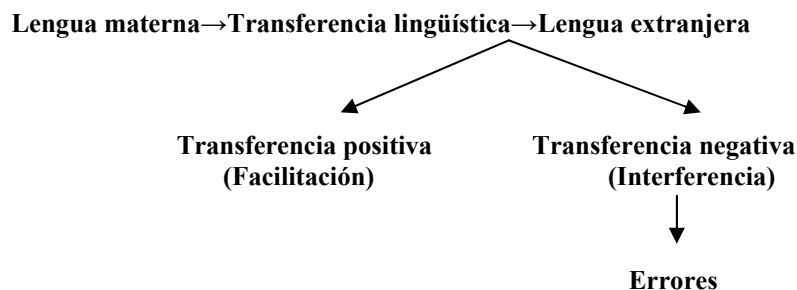 Lengua materna→Transferencia lingüística→Lengua extranjera
Transferencia positiva
(Facilitación)
Transferencia negativa
(Interferencia)
Errores